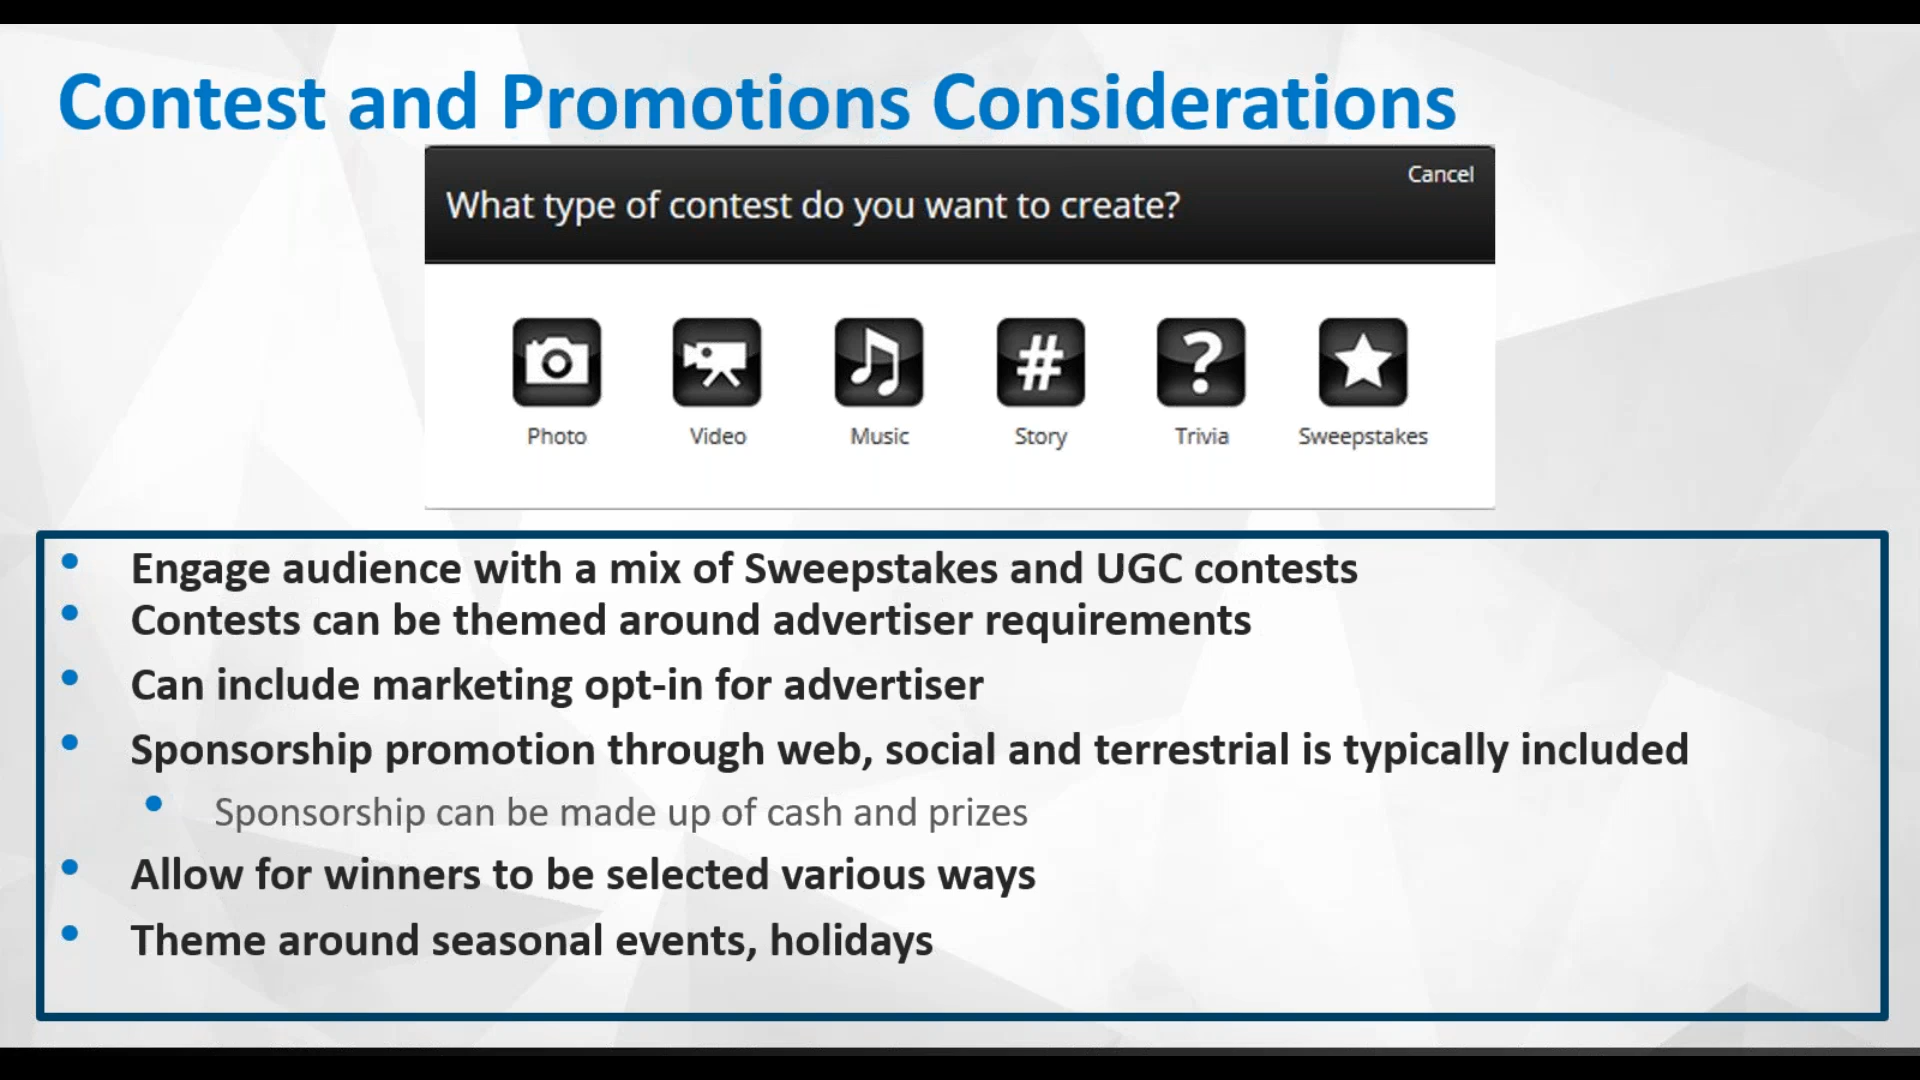 Contest and Promotions Considerations
Cancel
What type of contest do you want to create?
Photo Video Music Story Trivia Sweepstakes
• Engage audience with a mix of Sweepstakes and UGC contests
• Contests can be themed around advertiser requirements
• Can include marketing opt-in for advertiser
• Sponsorship promotion through web, social and terrestrial is typically included
• Sponsorship can be made up of cash and prizes
• Allow for winners to be selected various ways
• Theme around seasonal events, holidays